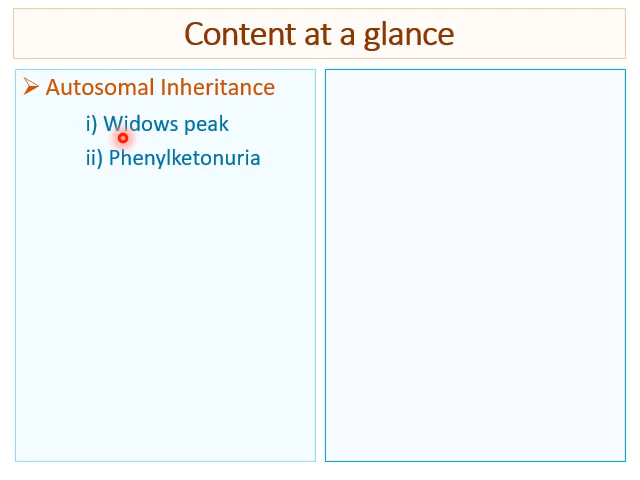 Content at a glance
➢ Autosomal Inheritance
i) Widows peak
ii) Phenylketonuria